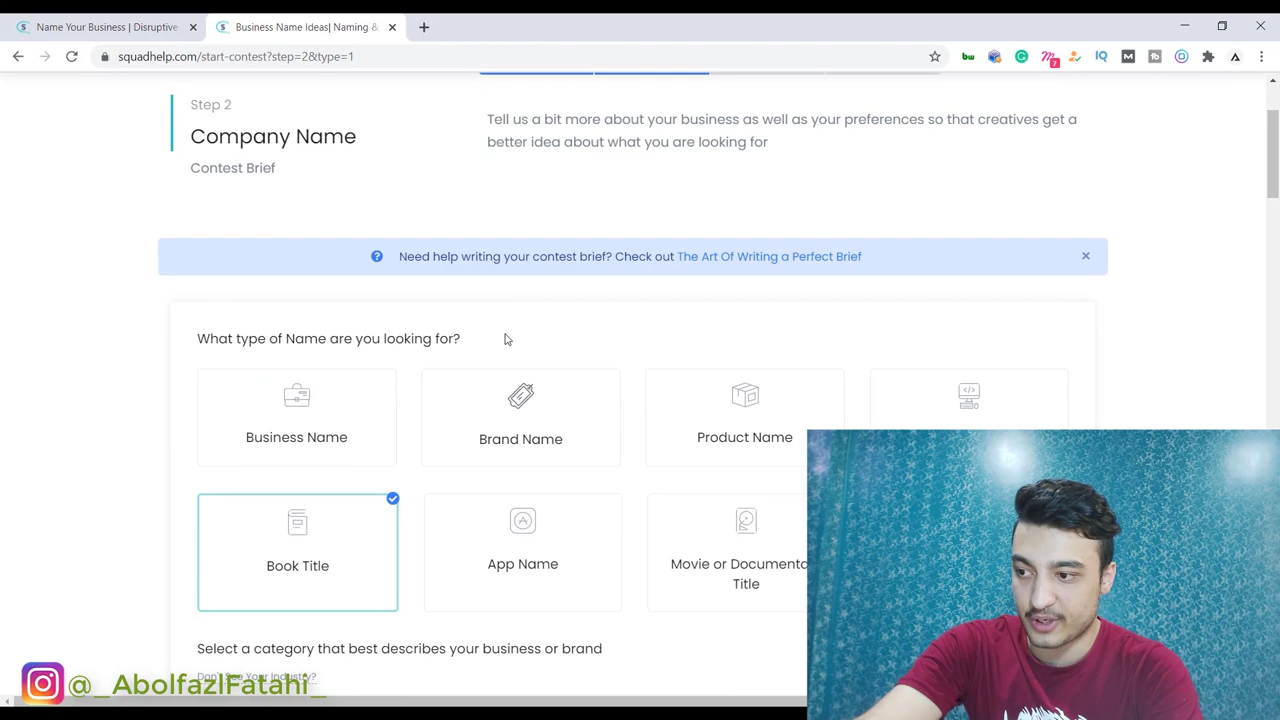 Name Your Business | Disruptive
Business Name Ideas| Naming &
squadhelp.com/start-contest?step=2&type=1
Step 2
Company Name
Contest Brief
Tell us a bit more about your business as well as your preferences so that creatives get a
better idea about what you are looking for
Need help writing your contest brief? Check out The Art Of Writing a Perfect Brief
What type of Name are you looking for?
Business Name
Brand Name
Product Name
Book Title
App Name
Movie or Documenta
Title
Select a category that best describes your business or brand
Don't See Your Industry?
@_AbolfazlFatahi_